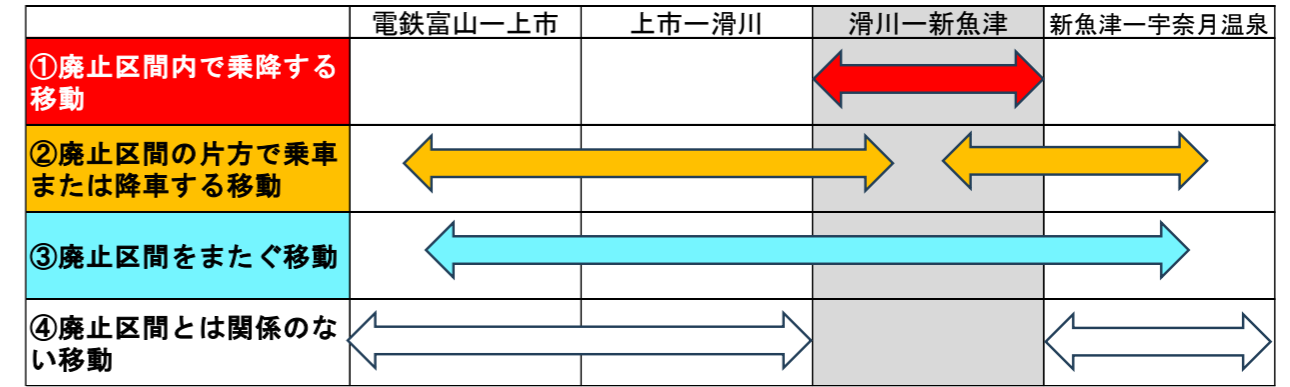 電鉄富山ー上市 上市ー滑川 滑川ー新魚津 新魚津ー宇奈月温泉
①廃止区間内で乗降する
移動
②廃止区間の片方で乗車
または降車する移動
③廃止区間をまたぐ移動
④廃止区間とは関係のな
い移動